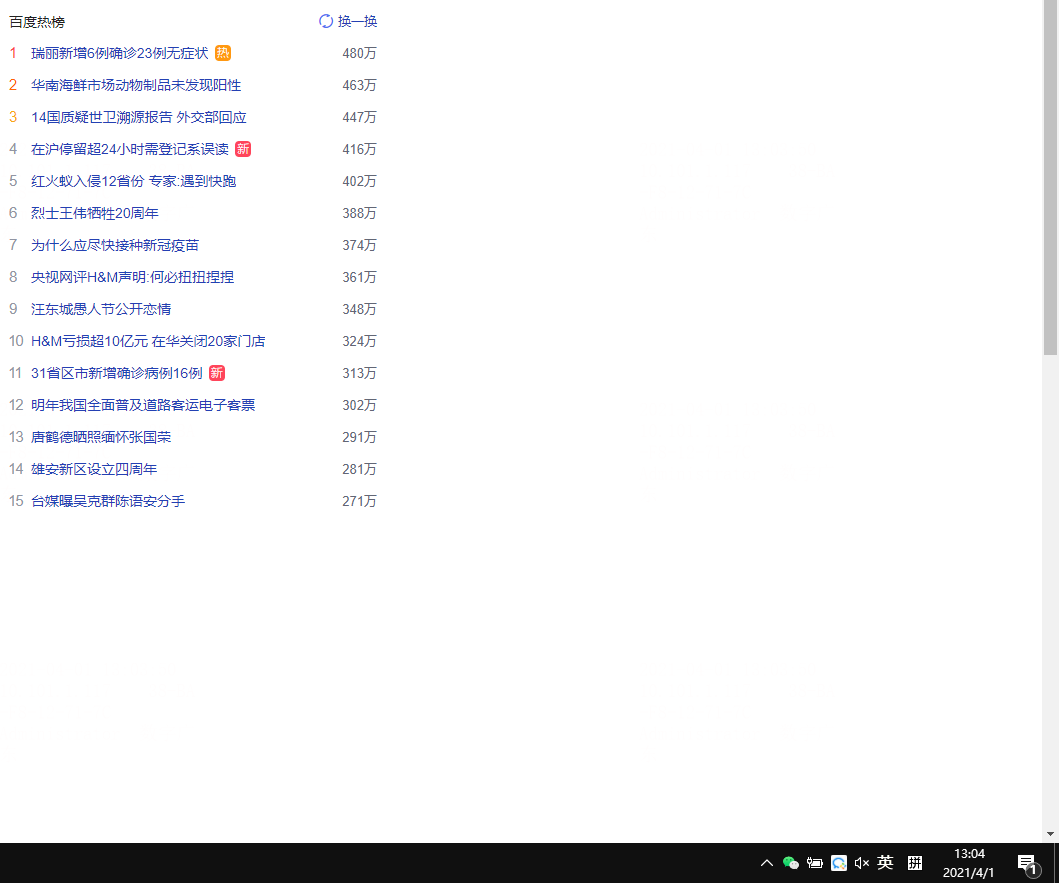 百度热榜 换一换
1 瑞丽新增6例确诊23例无症状 热 480万
2 华南海鲜市场动物制品未发现阳性 463万
3 14国质疑世卫溯源报告 外交部回应 447万
4 在沪停留超24小时需登记系误读 新 416万
5 红火蚁入侵12省份 专家:遇到快跑 402万
6 烈士王伟牺牲20周年 388万
7 为什么应尽快接种新冠疫苗 374万
8 央视网评H&M声明:何必扭扭捏捏 361万
9 汪东城愚人节公开恋情 348万
10 H&M亏损超10亿元 在华关闭20家门店 324万
11 31省区市新增确诊病例16例 新 313万
12 明年我国全面普及道路客运电子客票 302万
13 唐鹤德晒照缅怀张国荣 291万
14 雄安新区设立四周年 281万
15 台媒曝吴克群陈语安分手 271万
英 拼 13:04
2021/4/1 1